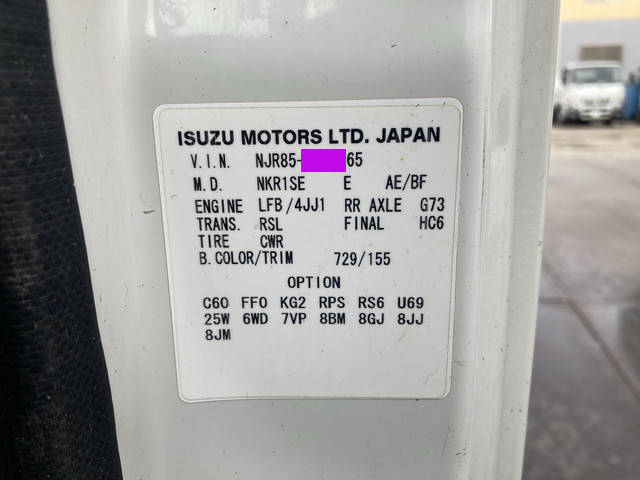 ISUZU MOTORS LTD. JAPAN
V.I.N. NJR85- 65
M.D. NKR1SE E AE/BF
ENGINE LFB/4JJ1 RR AXLE G73
TRANS. RSL FINAL HC6
TIRE CWR
B.COLOR/TRIM 729/155
OPTION
C60 FF0 KG2 RPS RS6 U69
25W 6WD 7VP 8BM 8GJ 8JJ
8JM